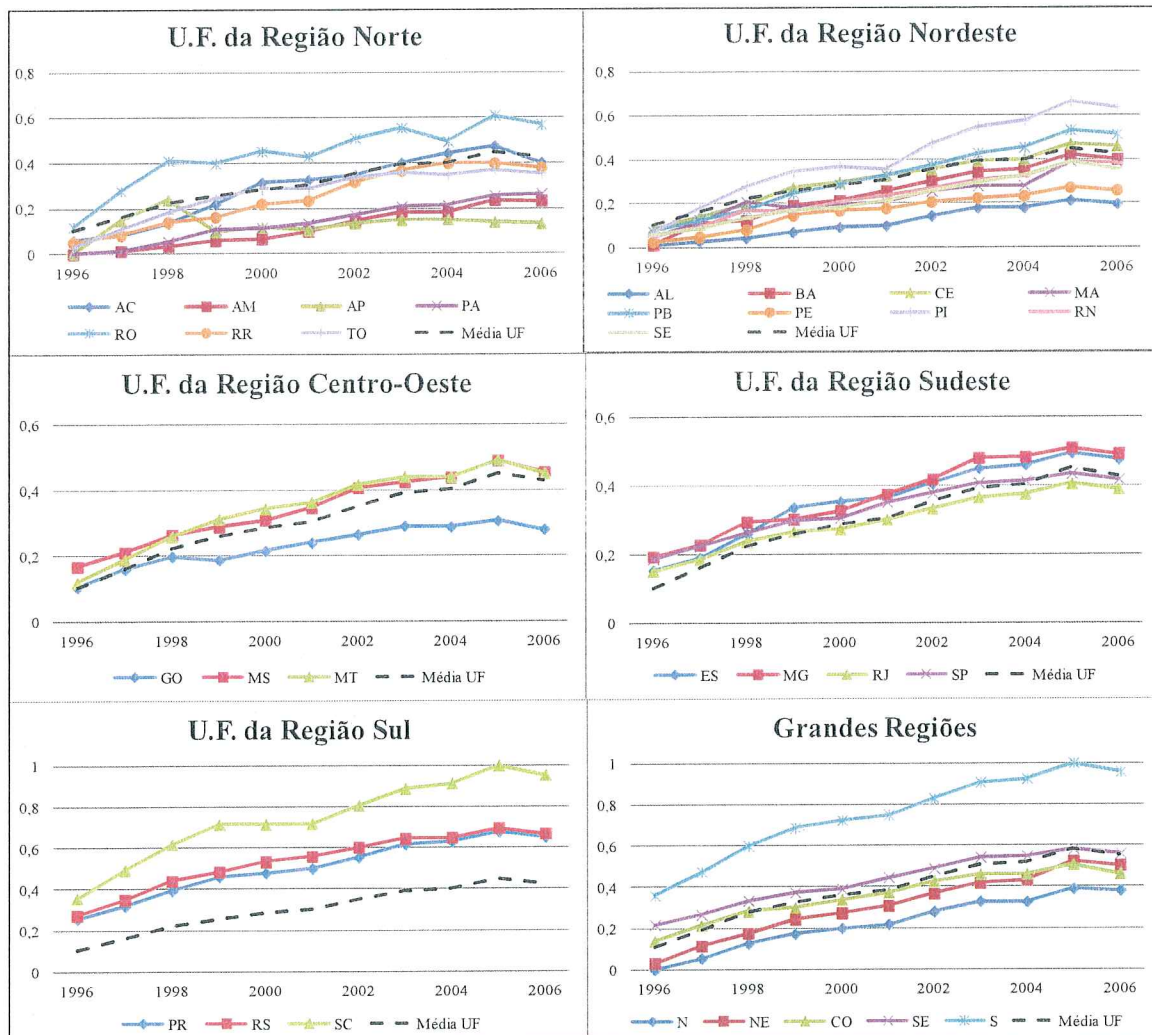 U.F. da Região Norte
0,8
0,6
0,4
0,2
0
1996 1998 2000 2002 2004 2006
AC AM AP PA
RO RR TO Média UF
U.F. da Região Nordeste
0,8
0,6
0,4
0,2
0
1996 1998 2000 2002 2004 2006
AL BA CE MA
PB PE PI RN
SE Média UF
U.F. da Região Centro-Oeste
0,6
0,4
0,2
0
1996 1998 2000 2002 2004 2006
GO MS MT Média UF
U.F. da Região Sudeste
0,6
0,4
0,2
0
1996 1998 2000 2002 2004 2006
ES MG RJ SP Média UF
U.F. da Região Sul
1
0,8
0,6
0,4
0,2
0
1996 1998 2000 2002 2004 2006
PR RS SC Média UF
Grandes Regiões
1
0,8
0,6
0,4
0,2
0
1996 1998 2000 2002 2004 2006
N NE CO SE S Média UF